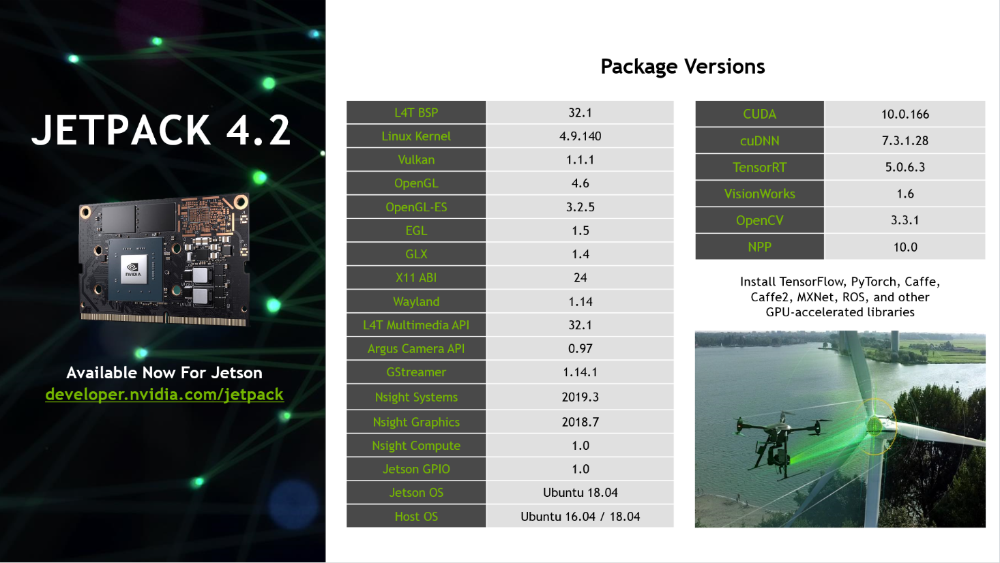 JETPACK 4.2
NVIDIA
Available Now For Jetson
developer.nvidia.com/jetpack
Package Versions
L4T BSP 32.1
Linux Kernel 4.9.140
Vulkan 1.1.1
OpenGL 4.6
OpenGL-ES 3.2.5
EGL 1.5
GLX 1.4
X11 ABI 24
Wayland 1.14
L4T Multimedia API 32.1
Argus Camera API 0.97
GStreamer 1.14.1
Nsight Systems 2019.3
Nsight Graphics 2018.7
Nsight Compute 1.0
Jetson GPIO 1.0
Jetson OS Ubuntu 18.04
Host OS Ubuntu 16.04 / 18.04
CUDA 10.0.166
cuDNN 7.3.1.28
TensorRT 5.0.6.3
VisionWorks 1.6
OpenCV 3.3.1
NPP 10.0
Install TensorFlow, PyTorch, Caffe,
Caffe2, MXNet, ROS, and other
GPU-accelerated libraries